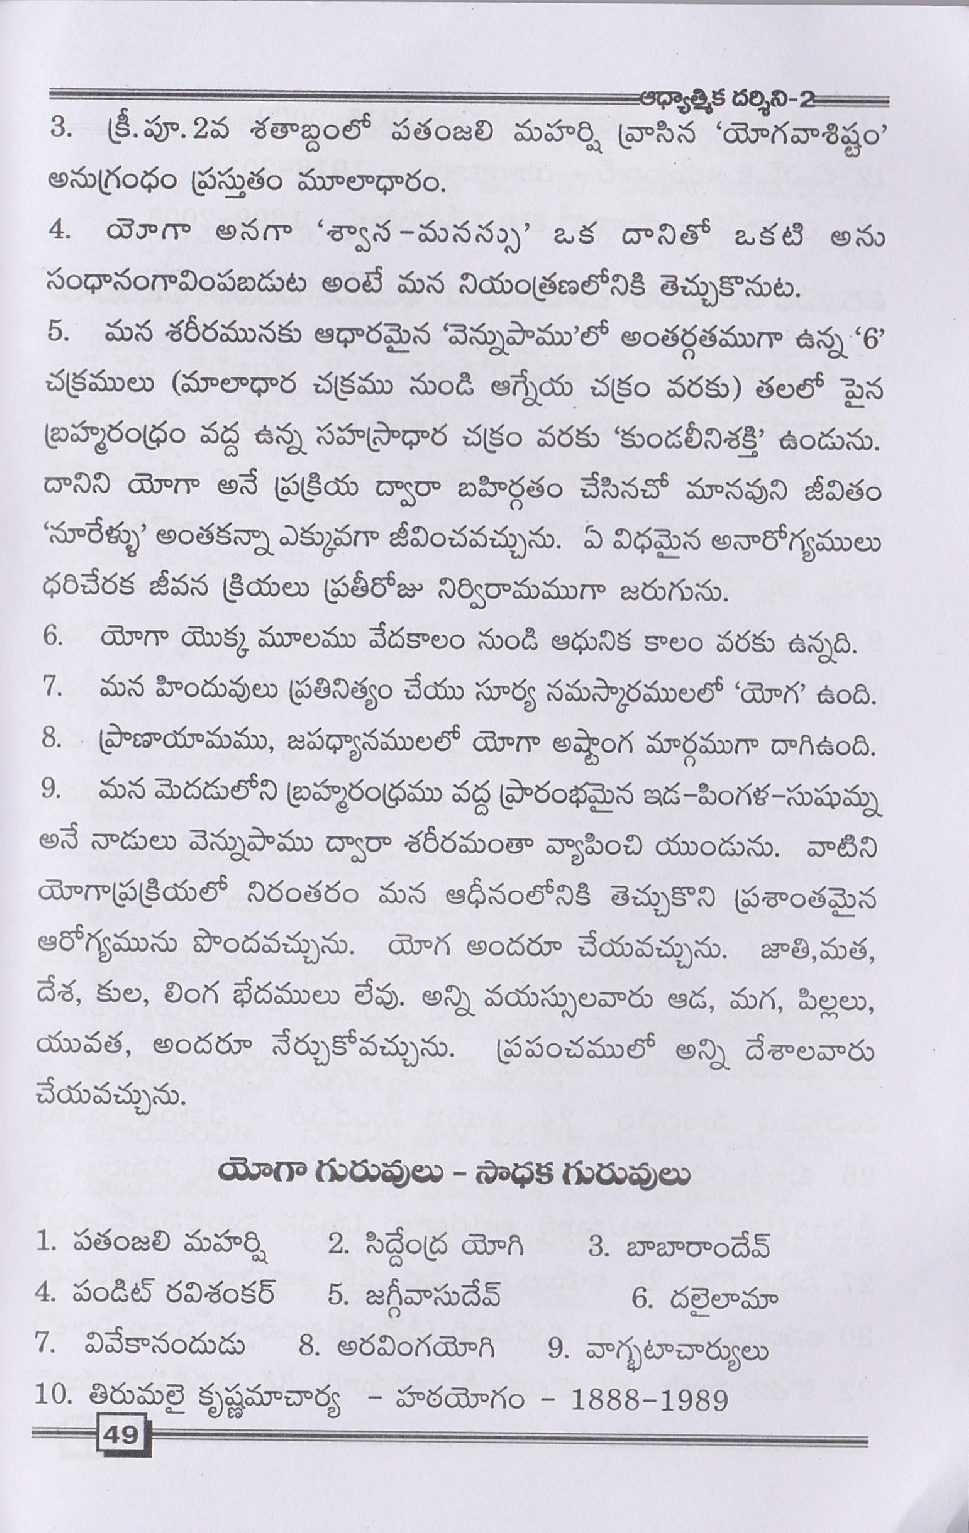 ఆధ్యాత్మిక దర్శిని-2
3. క్రీ.పూ.2వ శతాబ్దంలో పతంజలి మహర్షి వ్రాసిన ‘యోగవాశిష్టం’
అనుగ్రంధం ప్రస్తుతం మూలాధారం.
4. యోగా అనగా ‘శ్వాన-మనన్సు’ ఒక దానితో ఒకటి అను
సంధానంగావింపబడుట అంటే మన నియంత్రణలోనికి తెచ్చుకొనుట.
5. మన శరీరమునకు ఆధారమైన ‘వెన్నుపాము’లో అంతర్గతముగా ఉన్న ‘6’
చక్రములు (మాలాధార చక్రము నుండి ఆగ్నేయ చక్రం వరకు) తలలో పైన
బ్రహ్మరంధ్రం వద్ద ఉన్న సహస్రాధార చక్రం వరకు ‘కుండలీనిశక్తి’ ఉండును.
దానిని యోగా అనే ప్రక్రియ ద్వారా బహిర్గతం చేసినచో మానవుని జీవితం
‘నూరేళ్ళు’ అంతకన్నా ఎక్కువగా జీవించవచ్చును. ఏ విధమైన అనారోగ్యములు
ధరిచేరక జీవన క్రియలు ప్రతీరోజు నిర్విరామముగా జరుగును.
6. యోగా యొక్క మూలము వేదకాలం నుండి ఆధునిక కాలం వరకు ఉన్నది.
7. మన హిందువులు ప్రతినిత్యం చేయు సూర్య నమస్కారములలో ‘యోగ’ ఉంది.
8. ప్రాణాయామము, జపధ్యానములలో యోగా అష్టాంగ మార్గముగా దాగిఉంది.
9. మన మెదడులోని బ్రహ్మరంధ్రము వద్ద ప్రారంభమైన ఇడ-పింగళ-సుషుమ్న
అనే నాడులు వెన్నుపాము ద్వారా శరీరమంతా వ్యాపించి యుండును. వాటిని
యోగాప్రక్రియలో నిరంతరం మన ఆధీనంలోనికి తెచ్చుకొని ప్రశాంతమైన
ఆరోగ్యమును పొందవచ్చును. యోగ అందరూ చేయవచ్చును. జాతి,మత,
దేశ, కుల, లింగ భేదములు లేవు. అన్ని వయస్సులవారు ఆడ, మగ, పిల్లలు,
యువత, అందరూ నేర్చుకోవచ్చును. ప్రపంచములో అన్ని దేశాలవారు
చేయవచ్చును.
యోగా గురువులు - సాధక గురువులు
1. పతంజలి మహర్షి 2. సిద్దేంద్ర యోగి 3. బాబారాందేవ్
4. పండిట్ రవిశంకర్ 5. జగ్గీవాసుదేవ్ 6. దలైలామా
7. వివేకానందుడు 8. అరవింగయోగి 9. వాగ్భటాచార్యులు
10. తిరుమలై కృష్ణమాచార్య - హఠయోగం - 1888-1989
49